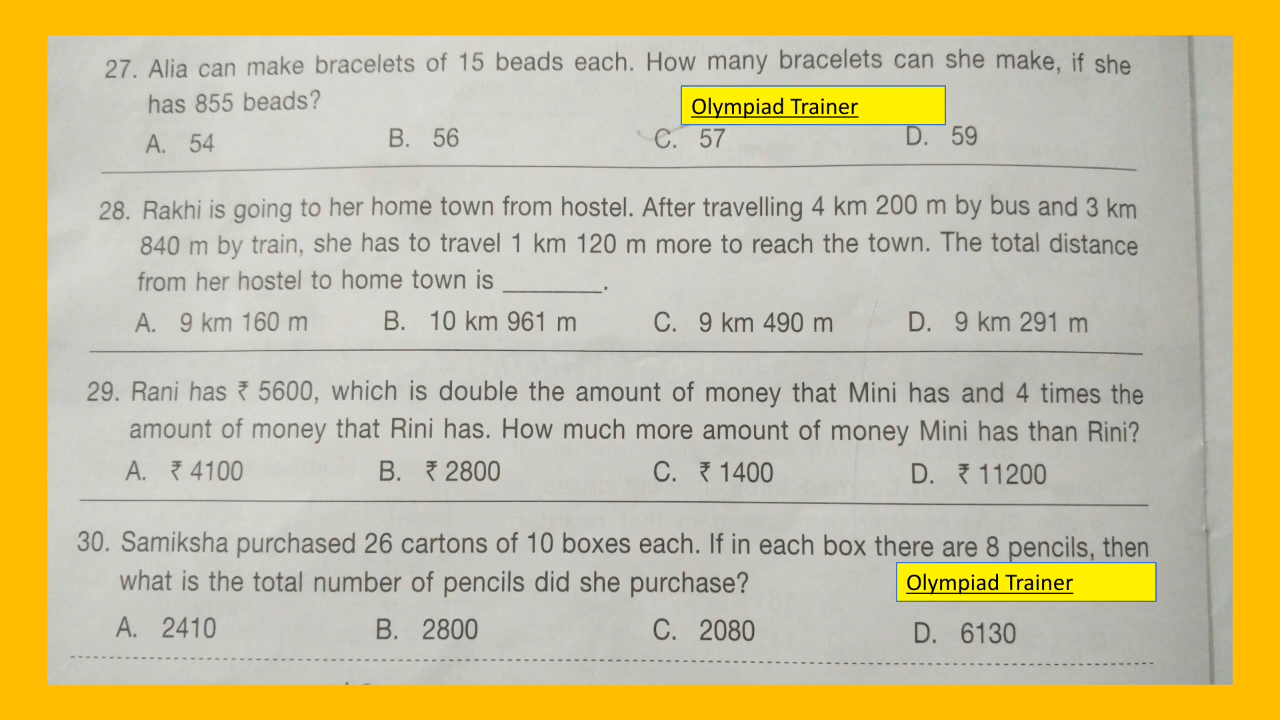 27. Alia can make bracelets of 15 beads each. How many bracelets can she make, if she
has 855 beads?
Olympiad Trainer
A. 54 B. 56 C. 57 D. 59
28. Rakhi is going to her home town from hostel. After travelling 4 km 200 m by bus and 3 km
840 m by train, she has to travel 1 km 120 m more to reach the town. The total distance
from her hostel to home town is _______.
A. 9 km 160 m B. 10 km 961 m C. 9 km 490 m D. 9 km 291 m
29. Rani has ₹ 5600, which is double the amount of money that Mini has and 4 times the
amount of money that Rini has. How much more amount of money Mini has than Rini?
A. ₹ 4100 B. ₹ 2800 C. ₹ 1400 D. ₹ 11200
30. Samiksha purchased 26 cartons of 10 boxes each. If in each box there are 8 pencils, then
what is the total number of pencils did she purchase?
Olympiad Trainer
A. 2410 B. 2800 C. 2080 D. 6130